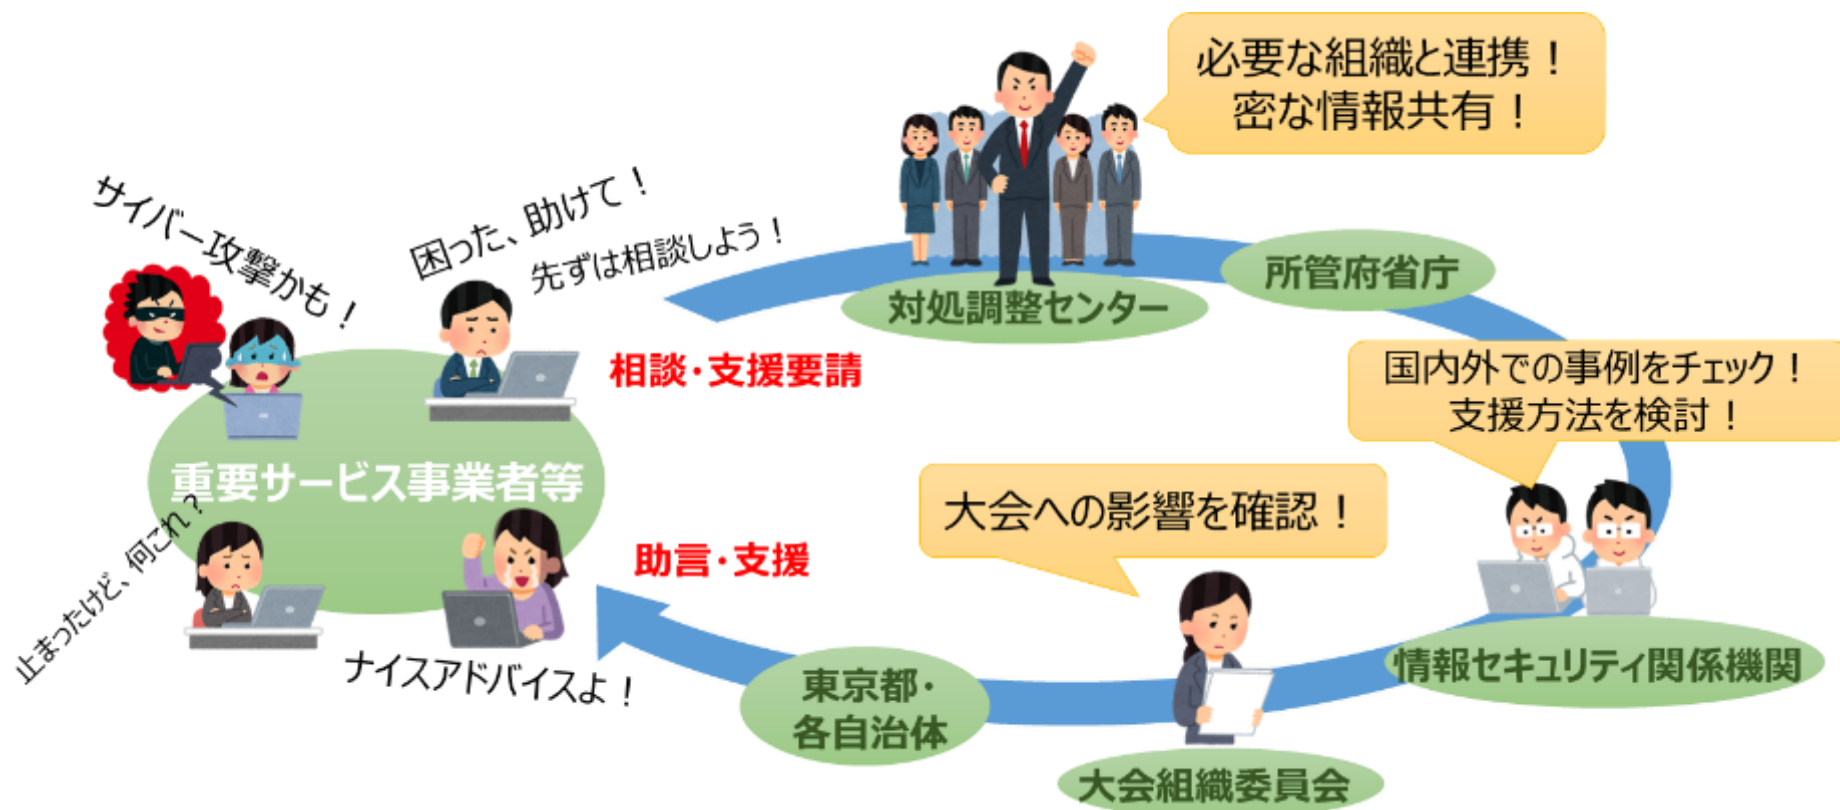 必要な組織と連携！
密な情報共有！
サイバー攻撃かも！
困った、助けて！
先ずは相談しよう！
所管府省庁
対処調整センター
相談・支援要請
国内外での事例をチェック！
支援方法を検討！
重要サービス事業者等
大会への影響を確認！
止まったけど、何これ？
助言・支援
ナイスアドバイスよ！
情報セキュリティ関係機関
東京都・
各自治体
大会組織委員会